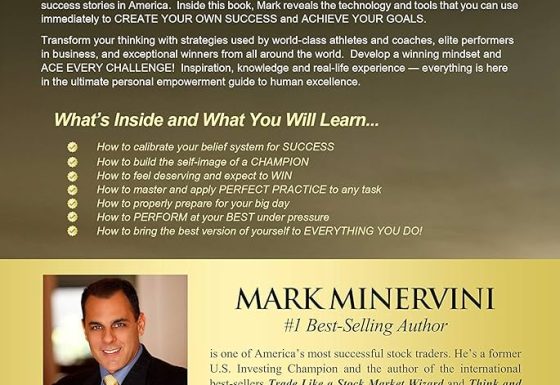 success stories in America.  Inside this book, Mark reveals the technology and tools that you can use
immediately to CREATE YOUR OWN SUCCESS and ACHIEVE YOUR GOALS.
Transform your thinking with strategies used by world-class athletes and coaches, elite performers
in business, and exceptional winners from all around the world.  Develop a winning mindset and
ACE EVERY CHALLENGE!  Inspiration, knowledge and real-life experience — everything is here
in the ultimate personal empowerment guide to human excellence.
What's Inside and What You Will Learn...
How to calibrate your belief system for SUCCESS
How to build the self-image of a CHAMPION
How to feel deserving and expect to WIN
How to master and apply PERFECT PRACTICE to any task
How to properly prepare for your big day
How to PERFORM at your BEST under pressure
How to bring the best version of yourself to EVERYTHING YOU DO!
MARK MINERVINI
#1 Best-Selling Author
is one of America's most successful stock traders. He's a former
U.S. Investing Champion and the author of the international
best-sellers Trade Like a Stock Market Wizard and Think and